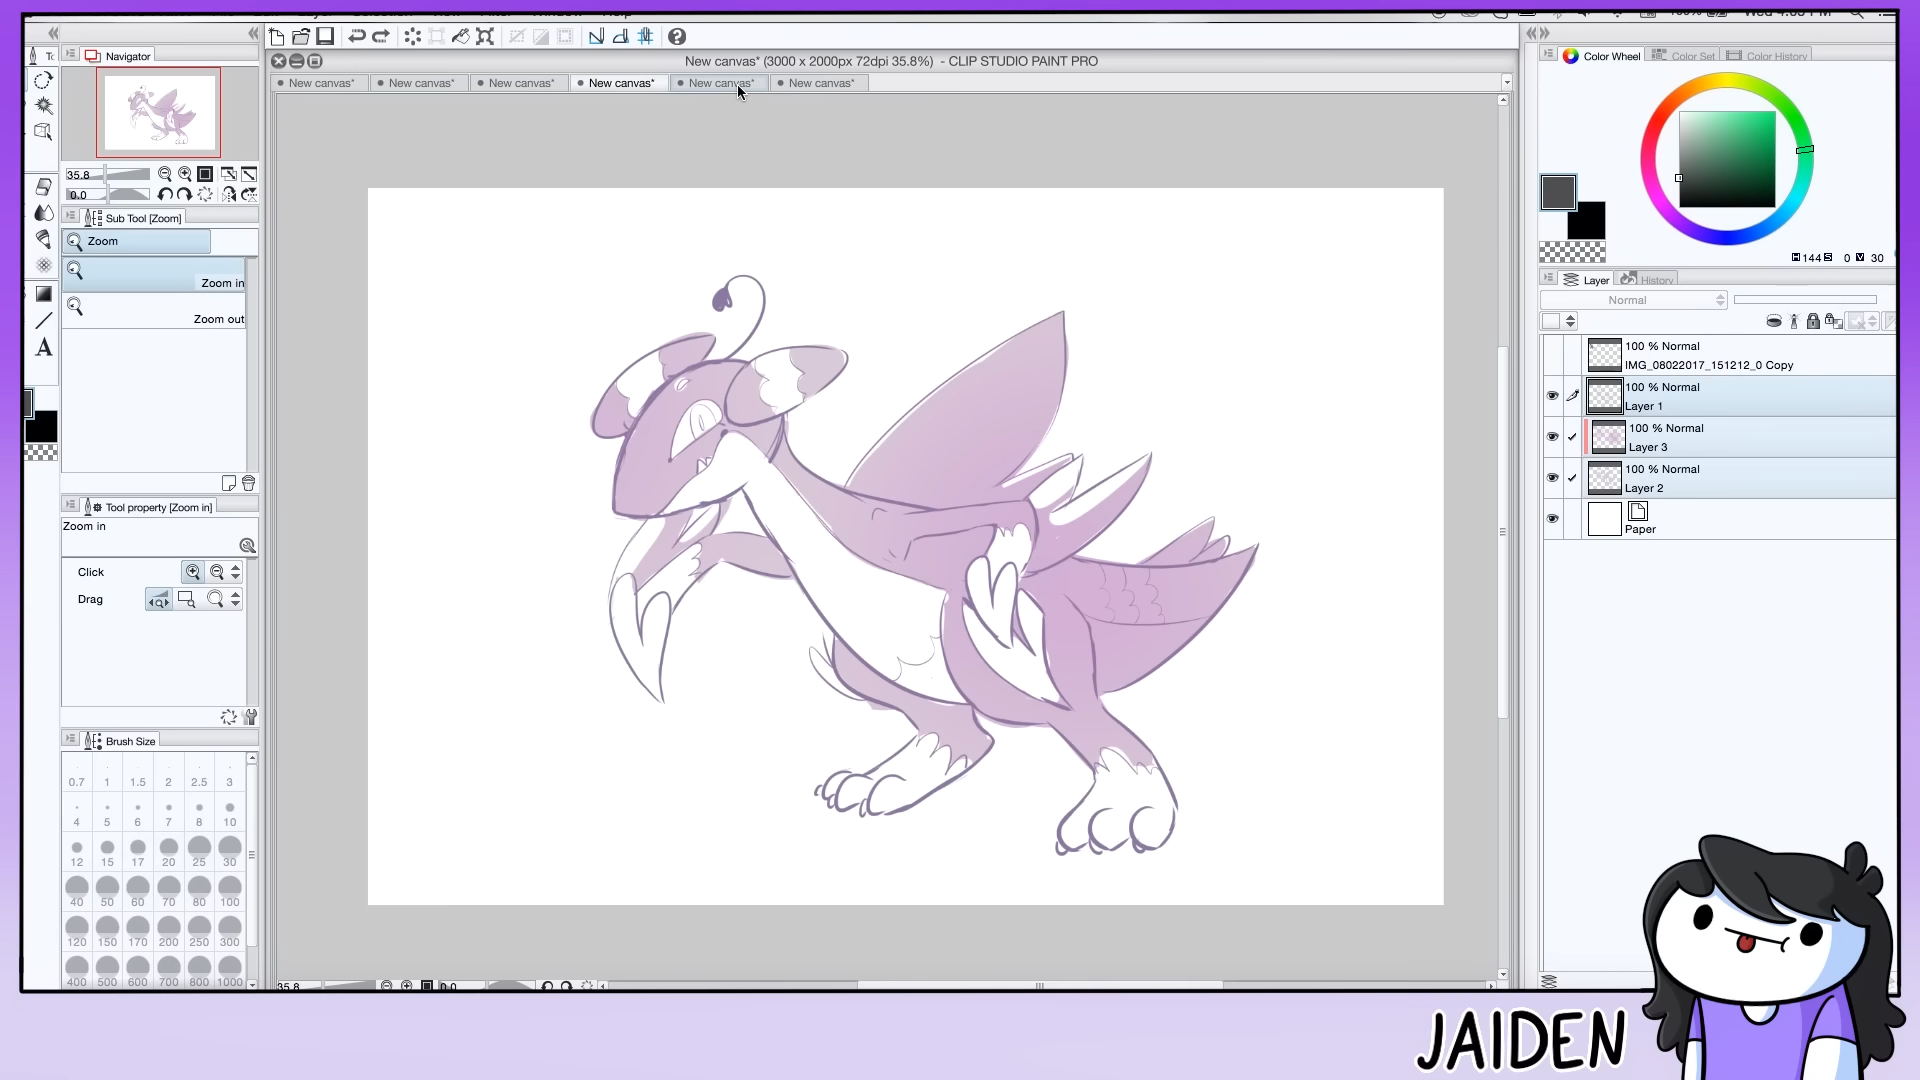 New canvas* (3000 x 2000px 72dpi 35.8%) - CLIP STUDIO PAINT PRO
New canvas* New canvas* New canvas* New canvas* New canvas* New canvas*
Navigator
35.8
0.0
Sub Tool [Zoom]
Zoom
Zoom in
Zoom out
A
Tool property [Zoom in]
Zoom in
Click
Drag
Brush Size
0.7 1 1.5 2 2.5 3
4 5 6 7 8 10
12 15 17 20 25 30
40 50 60 70 80 100
120 150 170 200 250 300
400 500 600 700 800 1000
35.8 0.0
Color Wheel Color Set Color History
H 144 S 0 V 30
Layer History
Normal
100 % Normal
IMG_08022017_151212_0 Copy
100 % Normal
Layer 1
100 % Normal
Layer 3
100 % Normal
Layer 2
Paper
JAIDEN